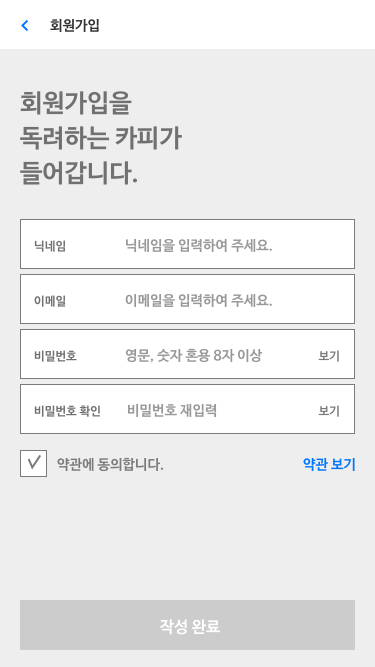 회원가입
회원가입을
독려하는 카피가
들어갑니다.
닉네임 닉네임을 입력하여 주세요.
이메일 이메일을 입력하여 주세요.
비밀번호 영문, 숫자 혼용 8자 이상 보기
비밀번호 확인 비밀번호 재입력 보기
약관에 동의합니다. 약관 보기
작성 완료